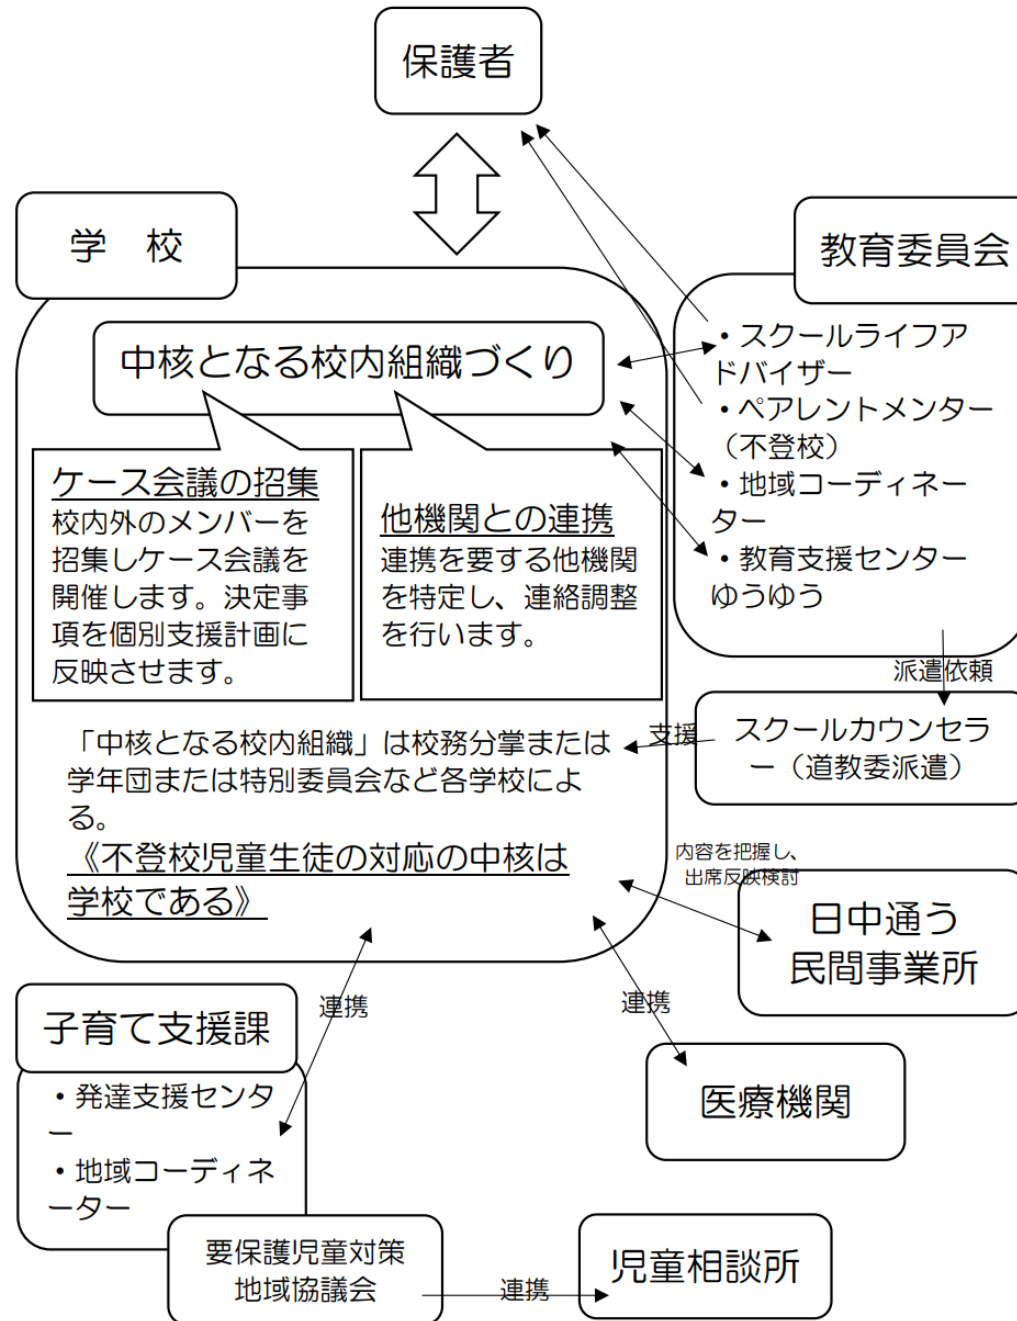 保護者
学　校
教育委員会
中核となる校内組織づくり
ケース会議の招集
校内外のメンバーを
招集しケース会議を
開催します。決定事
項を個別支援計画に
反映させます。
他機関との連携
連携を要する他機関
を特定し、連絡調整
を行います。
・スクールライフア
ドバイザー
・ペアレントメンター
（不登校）
・地域コーディネー
ター
・教育支援センター
ゆうゆう
派遣依頼
スクールカウンセラ
ー（道教委派遣）
支援
「中核となる校内組織」は校務分掌または
学年団または特別委員会など各学校によ
る。
《不登校児童生徒の対応の中核は
学校である》
内容を把握し、
出席反映検討
日中通う
民間事業所
連携
医療機関
連携
子育て支援課
・発達支援センタ
ー
・地域コーディネ
ーター
要保護児童対策
地域協議会
連携
児童相談所